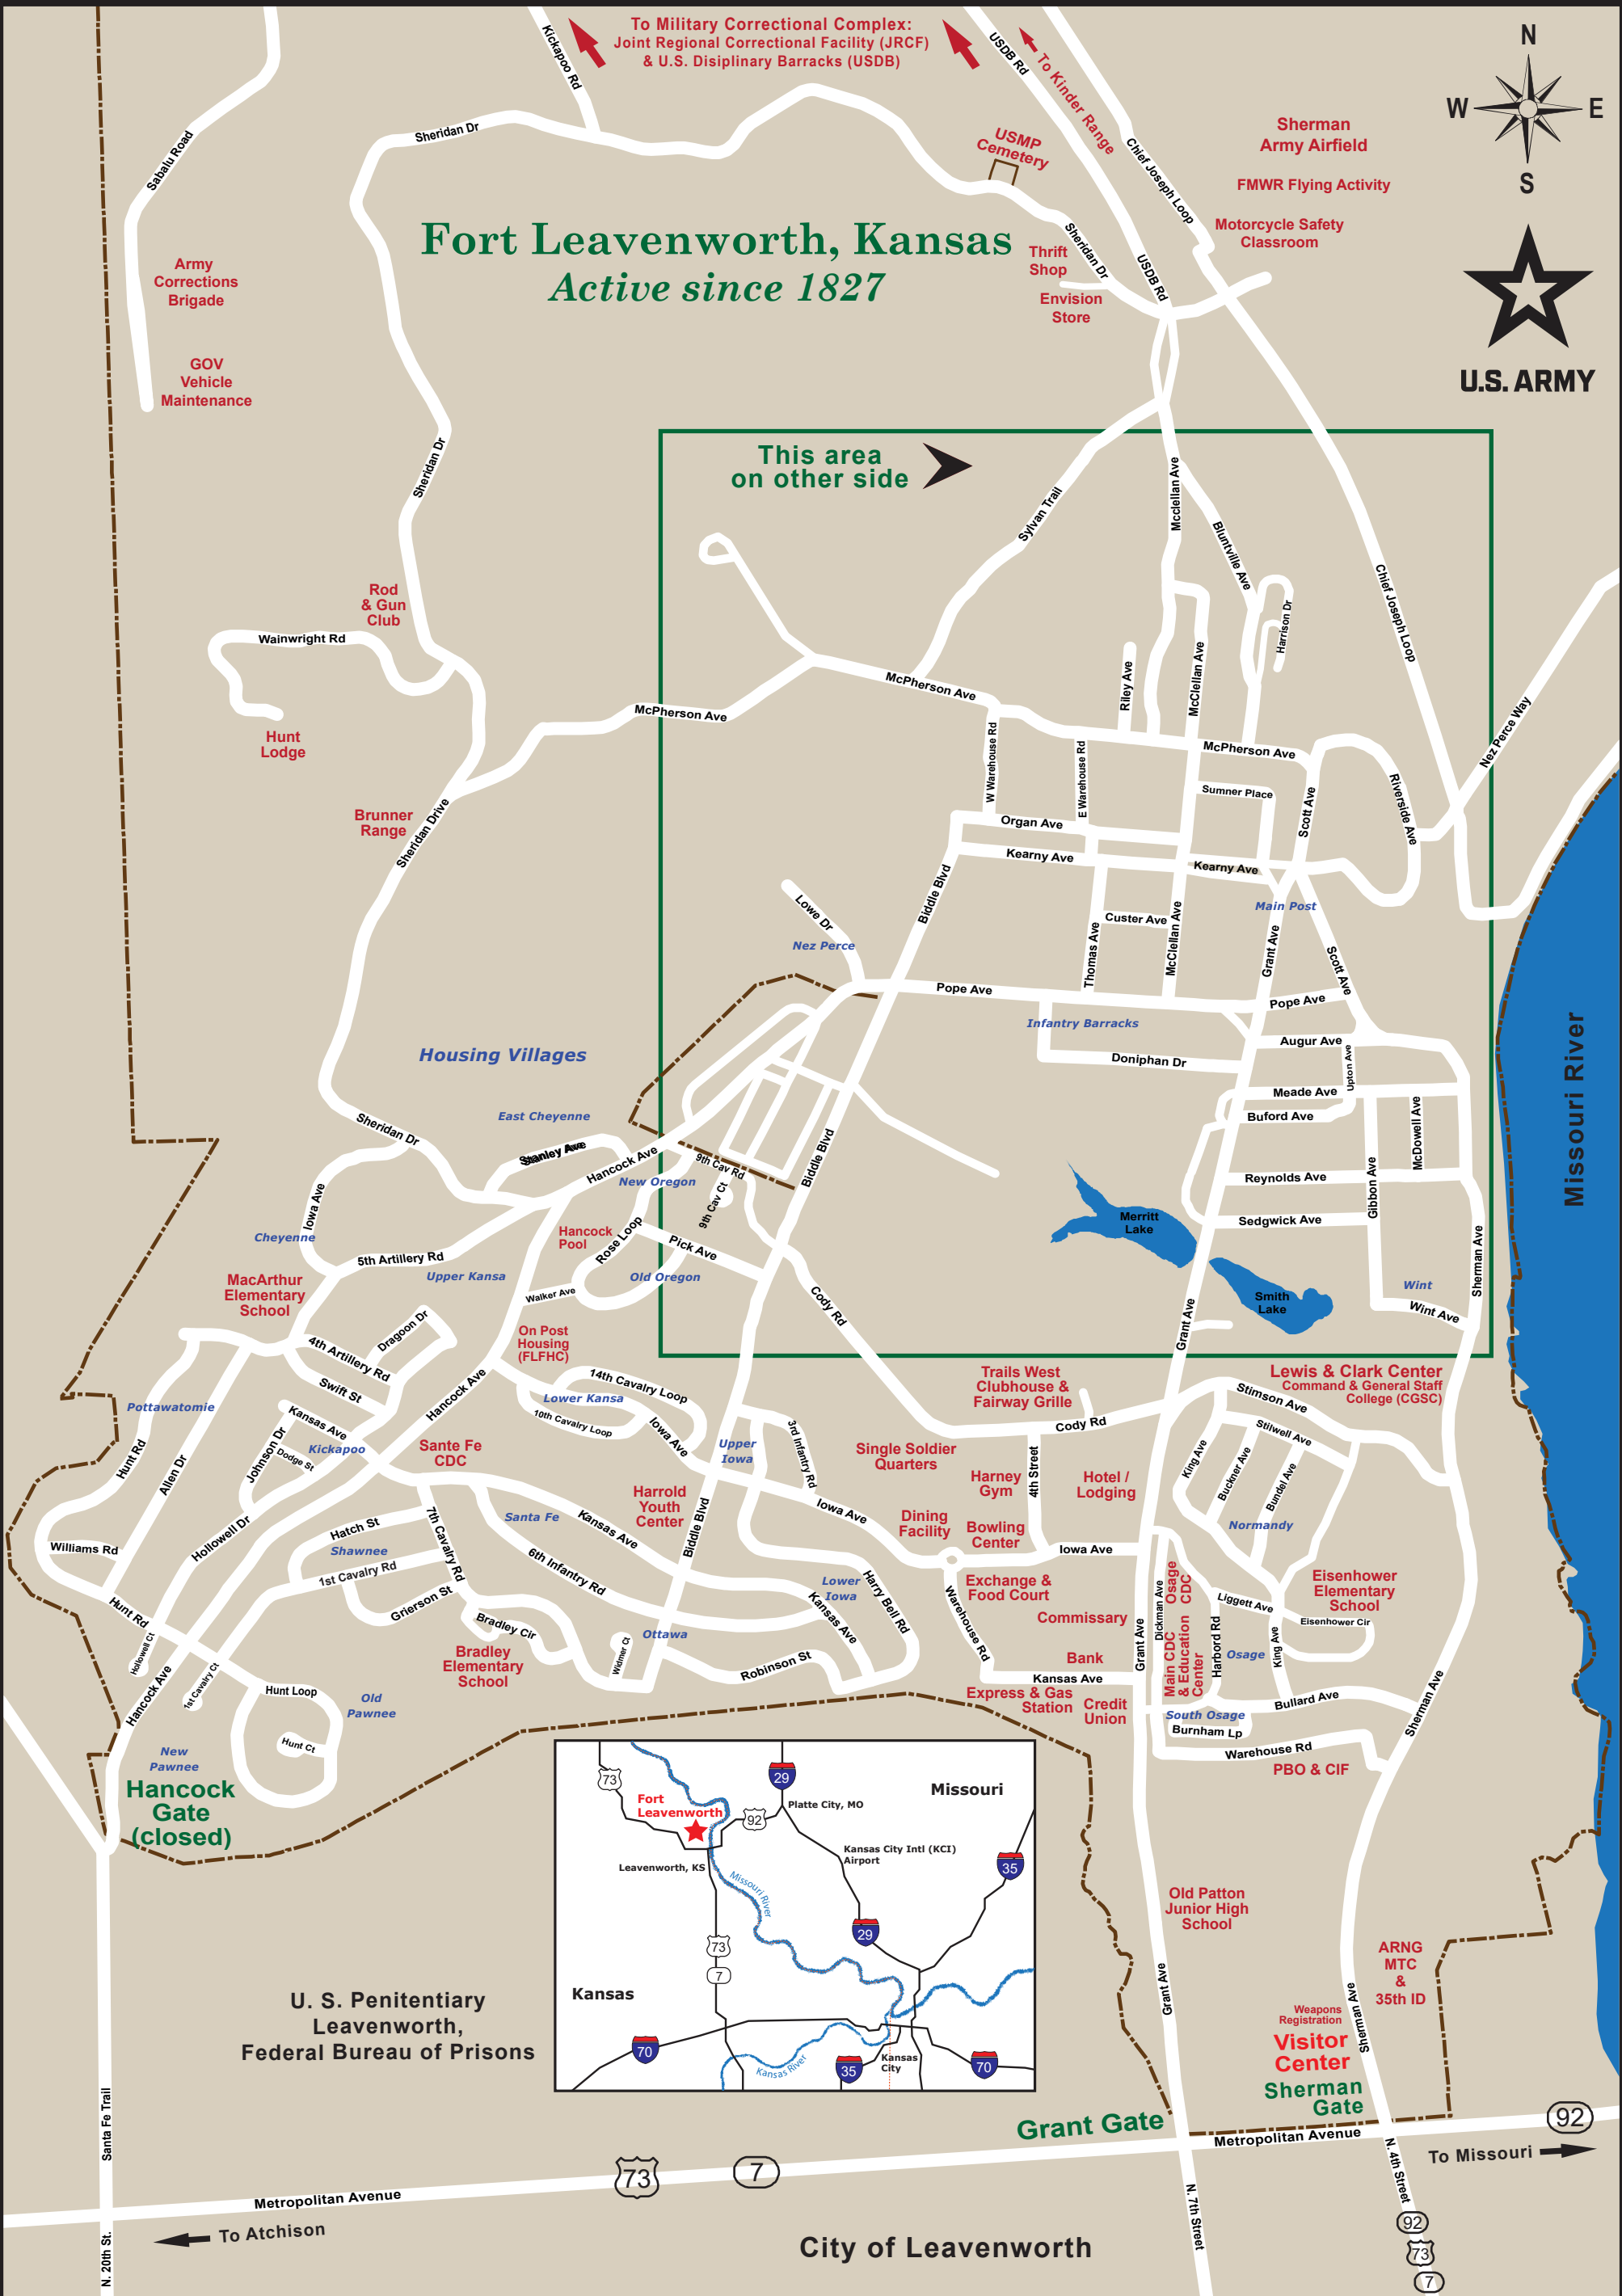 To Military Correctional Complex:
Joint Regional Correctional Facility (JRCF)
& U.S. Disiplinary Barracks (USDB)
Kickapoo Rd
USDB Rd
To Kinder Range
N
W
E
S
Sherman
Army Airfield
FMWR Flying Activity
Motorcycle Safety
Classroom
Chief Joseph Loop
Sabalu Road
Sheridan Dr
USMP
Cemetery
Fort Leavenworth, Kansas
Active since 1827
Thrift
Shop
Sheridan Dr
USDB Rd
Envision
Store
Army
Corrections
Brigade
GOV
Vehicle
Maintenance
U.S. ARMY
This area
on other side
Sheridan Dr
Sylvan Trail
Mcclellan Ave
Bluntville Ave
Harrison Dr
Chief Joseph Loop
Rod
& Gun
Club
Wainwright Rd
Hunt
Lodge
McPherson Ave
McPherson Ave
Riley Ave
McClellan Ave
McPherson Ave
Nez Perce Way
W Warehouse Rd
E Warehouse Rd
Sumner Place
Scott Ave
Riverside Ave
Brunner
Range
Sheridan Drive
Organ Ave
Kearny Ave
Kearny Ave
Biddle Blvd
Lowe Dr
Nez Perce
Main Post
Custer Ave
Thomas Ave
McClellan Ave
Grant Ave
Scott Ave
Pope Ave
Pope Ave
Infantry Barracks
Doniphan Dr
Augur Ave
Upton Ave
Meade Ave
Buford Ave
McDowell Ave
Missouri River
Housing Villages
East Cheyenne
Sheridan Dr
Stanley Ave
Stanley Ave
Hancock Ave
9th Cav Rd
9th Cav Ct
Biddle Blvd
New Oregon
Reynolds Ave
Gibbon Ave
Sedgwick Ave
Sherman Ave
Merritt
Lake
Smith
Lake
Wint
Wint Ave
Iowa Ave
Cheyenne
Hancock
Pool
Rose Loop
Pick Ave
5th Artillery Rd
Upper Kansa
Old Oregon
Walker Ave
Cody Rd
Grant Ave
MacArthur
Elementary
School
4th Artillery Rd
Dragoon Dr
On Post
Housing
(FLFHC)
Swift St
Hancock Ave
14th Cavalry Loop
Lower Kansa
10th Cavalry Loop
Iowa Ave
Trails West
Clubhouse &
Fairway Grille
Lewis & Clark Center
Command & General Staff
College (CGSC)
Stimson Ave
Cody Rd
Pottawatomie
Kansas Ave
Kickapoo
Johnson Dr
Dodge St
Hunt Rd
Allen Dr
Sante Fe
CDC
Upper
Iowa
3rd Infantry Rd
Single Soldier
Quarters
Harney
Gym
4th Street
Hotel /
Lodging
King Ave
Stilwell Ave
Buckner Ave
Bundel Ave
Normandy
Harrold
Youth
Center
Santa Fe
Kansas Ave
Biddle Blvd
Iowa Ave
Dining
Facility
Bowling
Center
Iowa Ave
Hollowell Dr
Hatch St
Shawnee
1st Cavalry Rd
7th Cavalry Rd
Williams Rd
6th Infantry Rd
Grierson St
Bradley Cir
Lower
Iowa
Harry Bell Rd
Kansas Ave
Exchange &
Food Court
Commissary
Warehouse Rd
Bank
Kansas Ave
Dickman Ave
Grant Ave
Osage
CDC
Main CDC
& Education
Center
Harbord Rd
Liggett Ave
Eisenhower
Elementary
School
Eisenhower Cir
King Ave
Osage
Hunt Rd
Hollowell Ct
Hancock Ave
1st Cavalry Ct
Hunt Loop
Hunt Ct
Old
Pawnee
Bradley
Elementary
School
Widmer Ct
Ottawa
Robinson St
Express & Gas
Station
Credit
Union
South Osage
Burnham Lp
Bullard Ave
Warehouse Rd
PBO & CIF
Sherman Ave
New
Pawnee
Hancock
Gate
(closed)
73
29
Missouri
Fort
Leavenworth
92
Platte City, MO
Kansas City Intl (KCI)
Airport
35
Leavenworth, KS
Missouri River
29
73
7
Kansas
70
Kansas River
35
Kansas
City
70
Old Patton
Junior High
School
ARNG
MTC
&
35th ID
Grant Ave
Sherman Ave
Weapons
Registration
Visitor
Center
Sherman
Gate
U. S. Penitentiary
Leavenworth,
Federal Bureau of Prisons
Santa Fe Trail
Grant Gate
Metropolitan Avenue
92
To Missouri
73
7
Metropolitan Avenue
To Atchison
N. 20th St.
City of Leavenworth
N. 7th Street
N. 4th Street
92
73
7